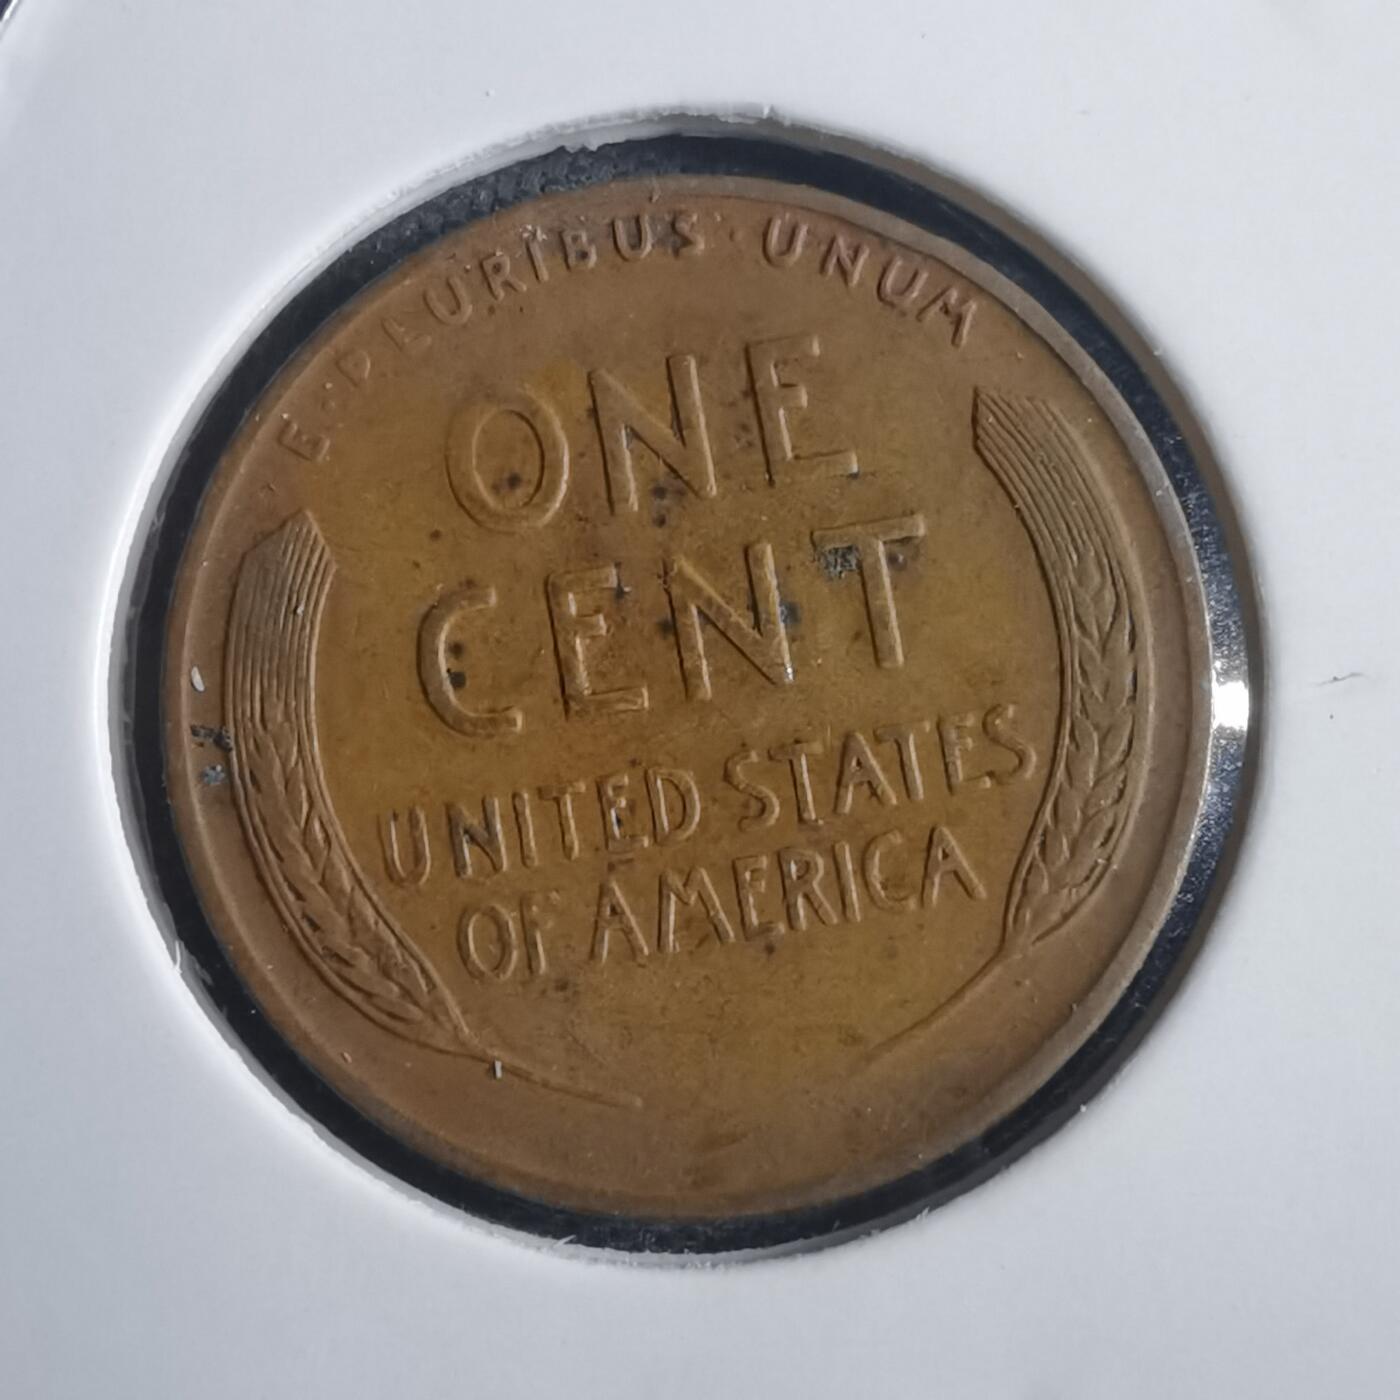 E·PLURIBUS·UNUM
ONE
CENT
UNITED STATES
OF AMERICA